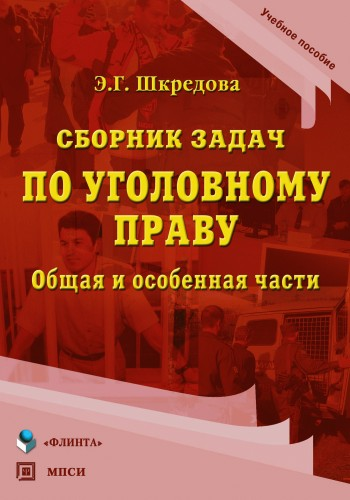 Учебное пособие
Э.Г. Шкредова
СБОРНИК ЗАДАЧ
ПО УГОЛОВНОМУ
ПРАВУ
Общая и особенная части
«ФЛИНТА»
МПСИ